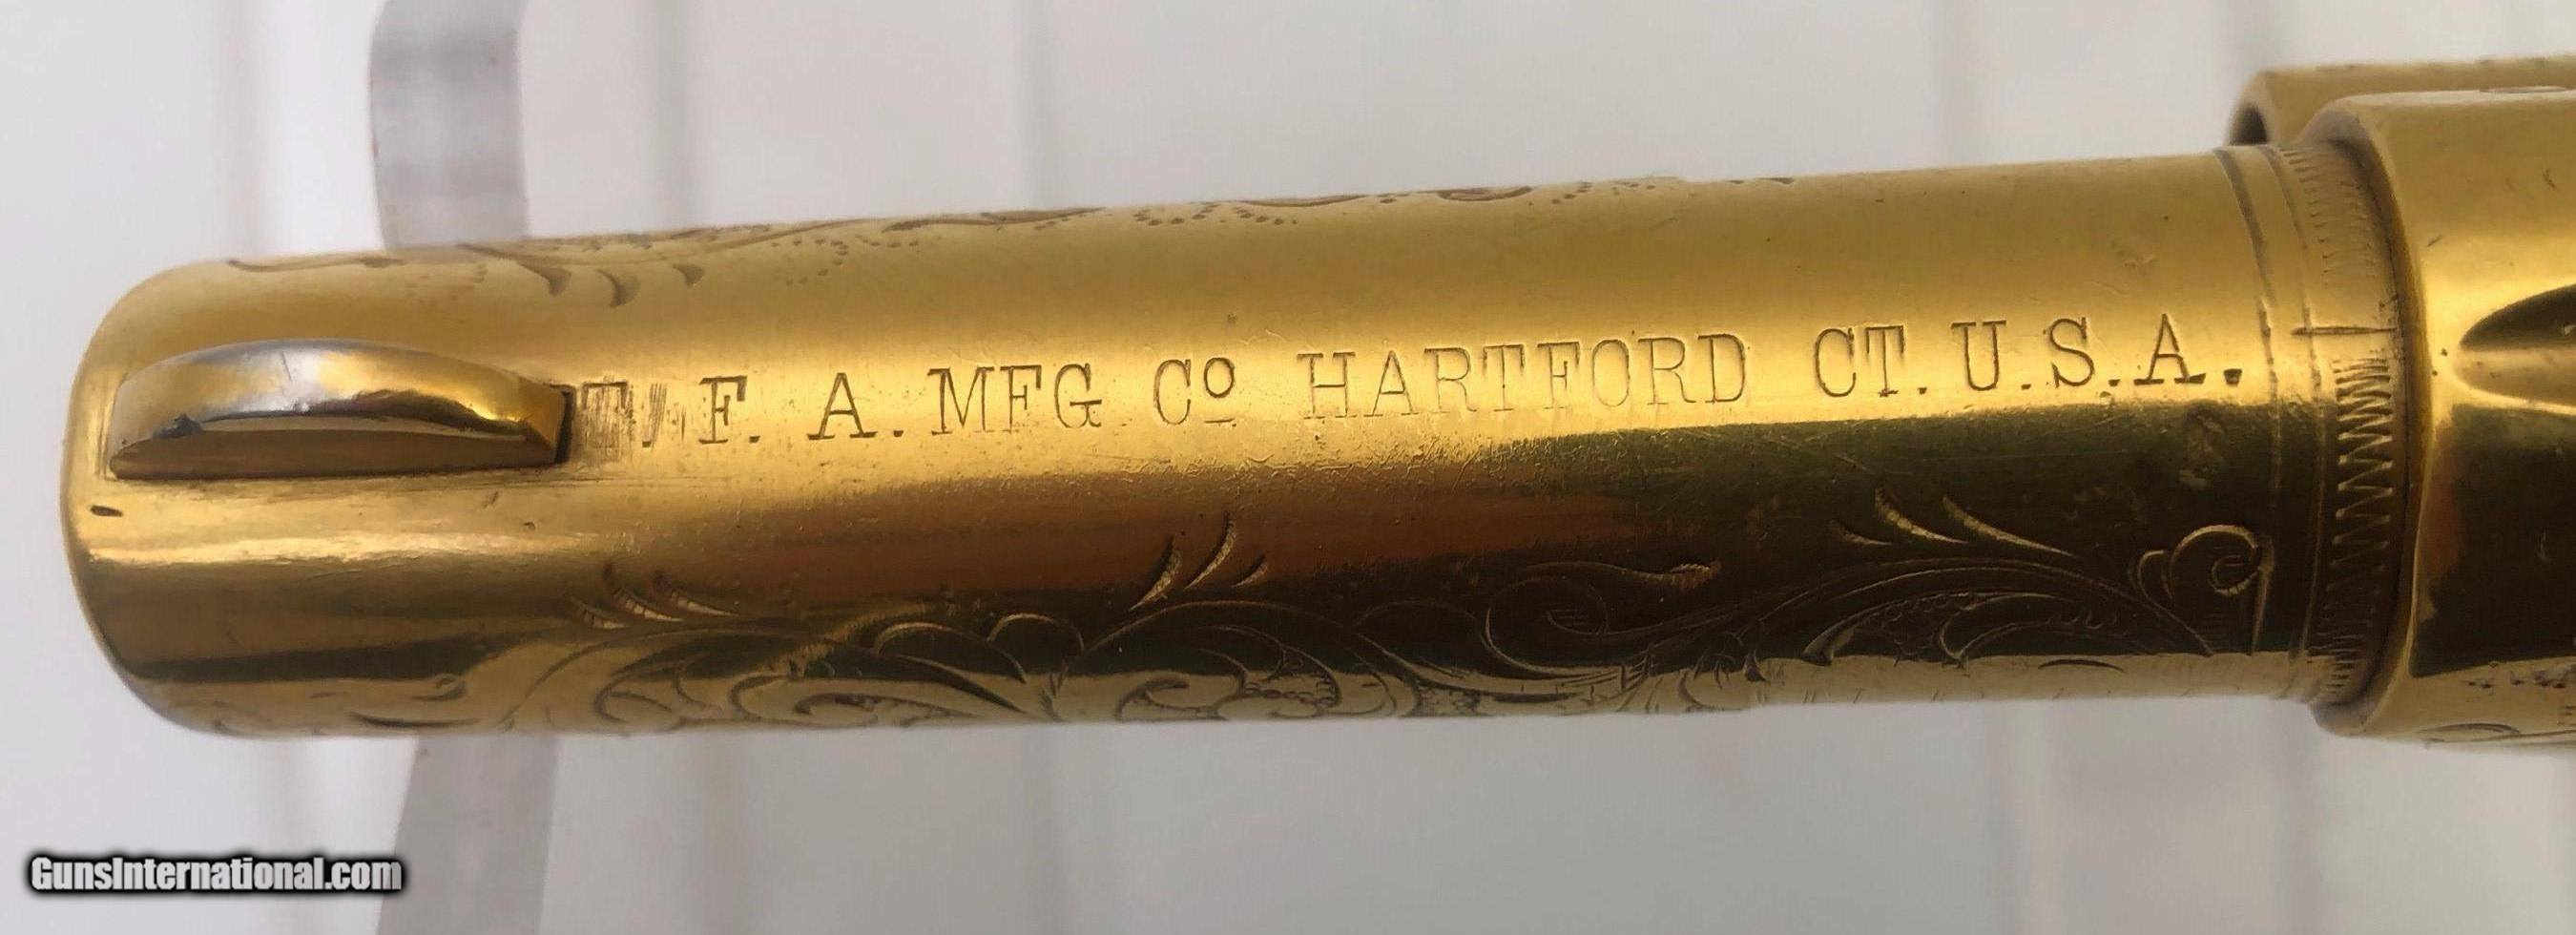 F. A. MFG Cº HARTFORD CT. U.S.A.
GunsInternational.com